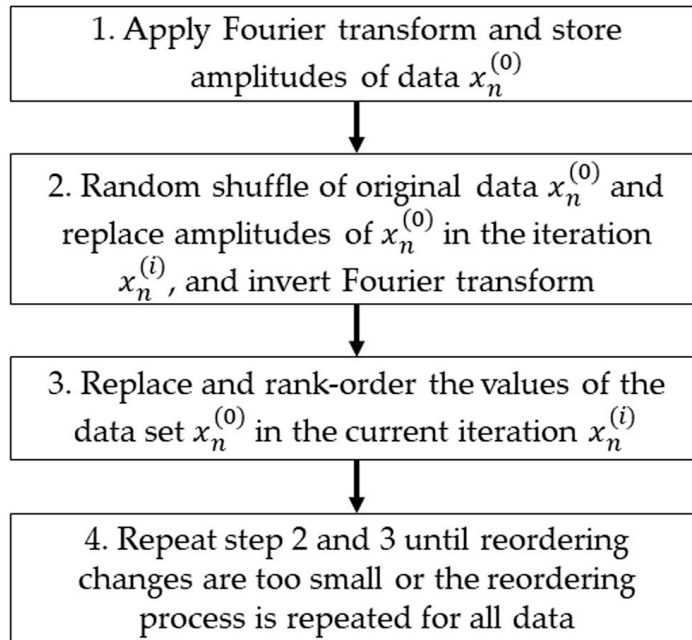 1. Apply Fourier transform and store
amplitudes of data $x_n^{(0)}$
2. Random shuffle of original data $x_n^{(0)}$ and
replace amplitudes of $x_n^{(0)}$ in the iteration
$x_n^{(i)}$, and invert Fourier transform
3. Replace and rank-order the values of the
data set $x_n^{(0)}$ in the current iteration $x_n^{(i)}$
4. Repeat step 2 and 3 until reordering
changes are too small or the reordering
process is repeated for all data